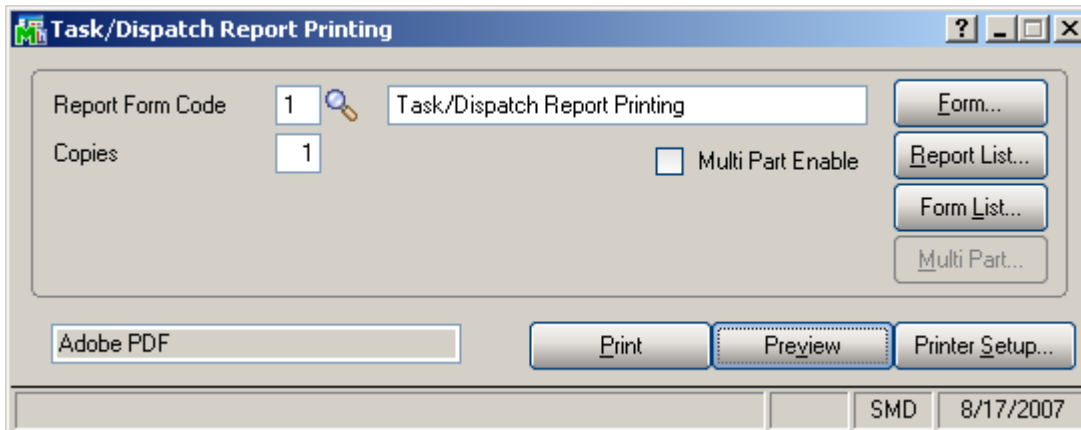 Task/Dispatch Report Printing
Report Form Code 1 Task/Dispatch Report Printing Form...
Copies 1 Multi Part Enable Report List...
Form List...
Multi Part...
Adobe PDF Print Preview Printer Setup...
SMD 8/17/2007